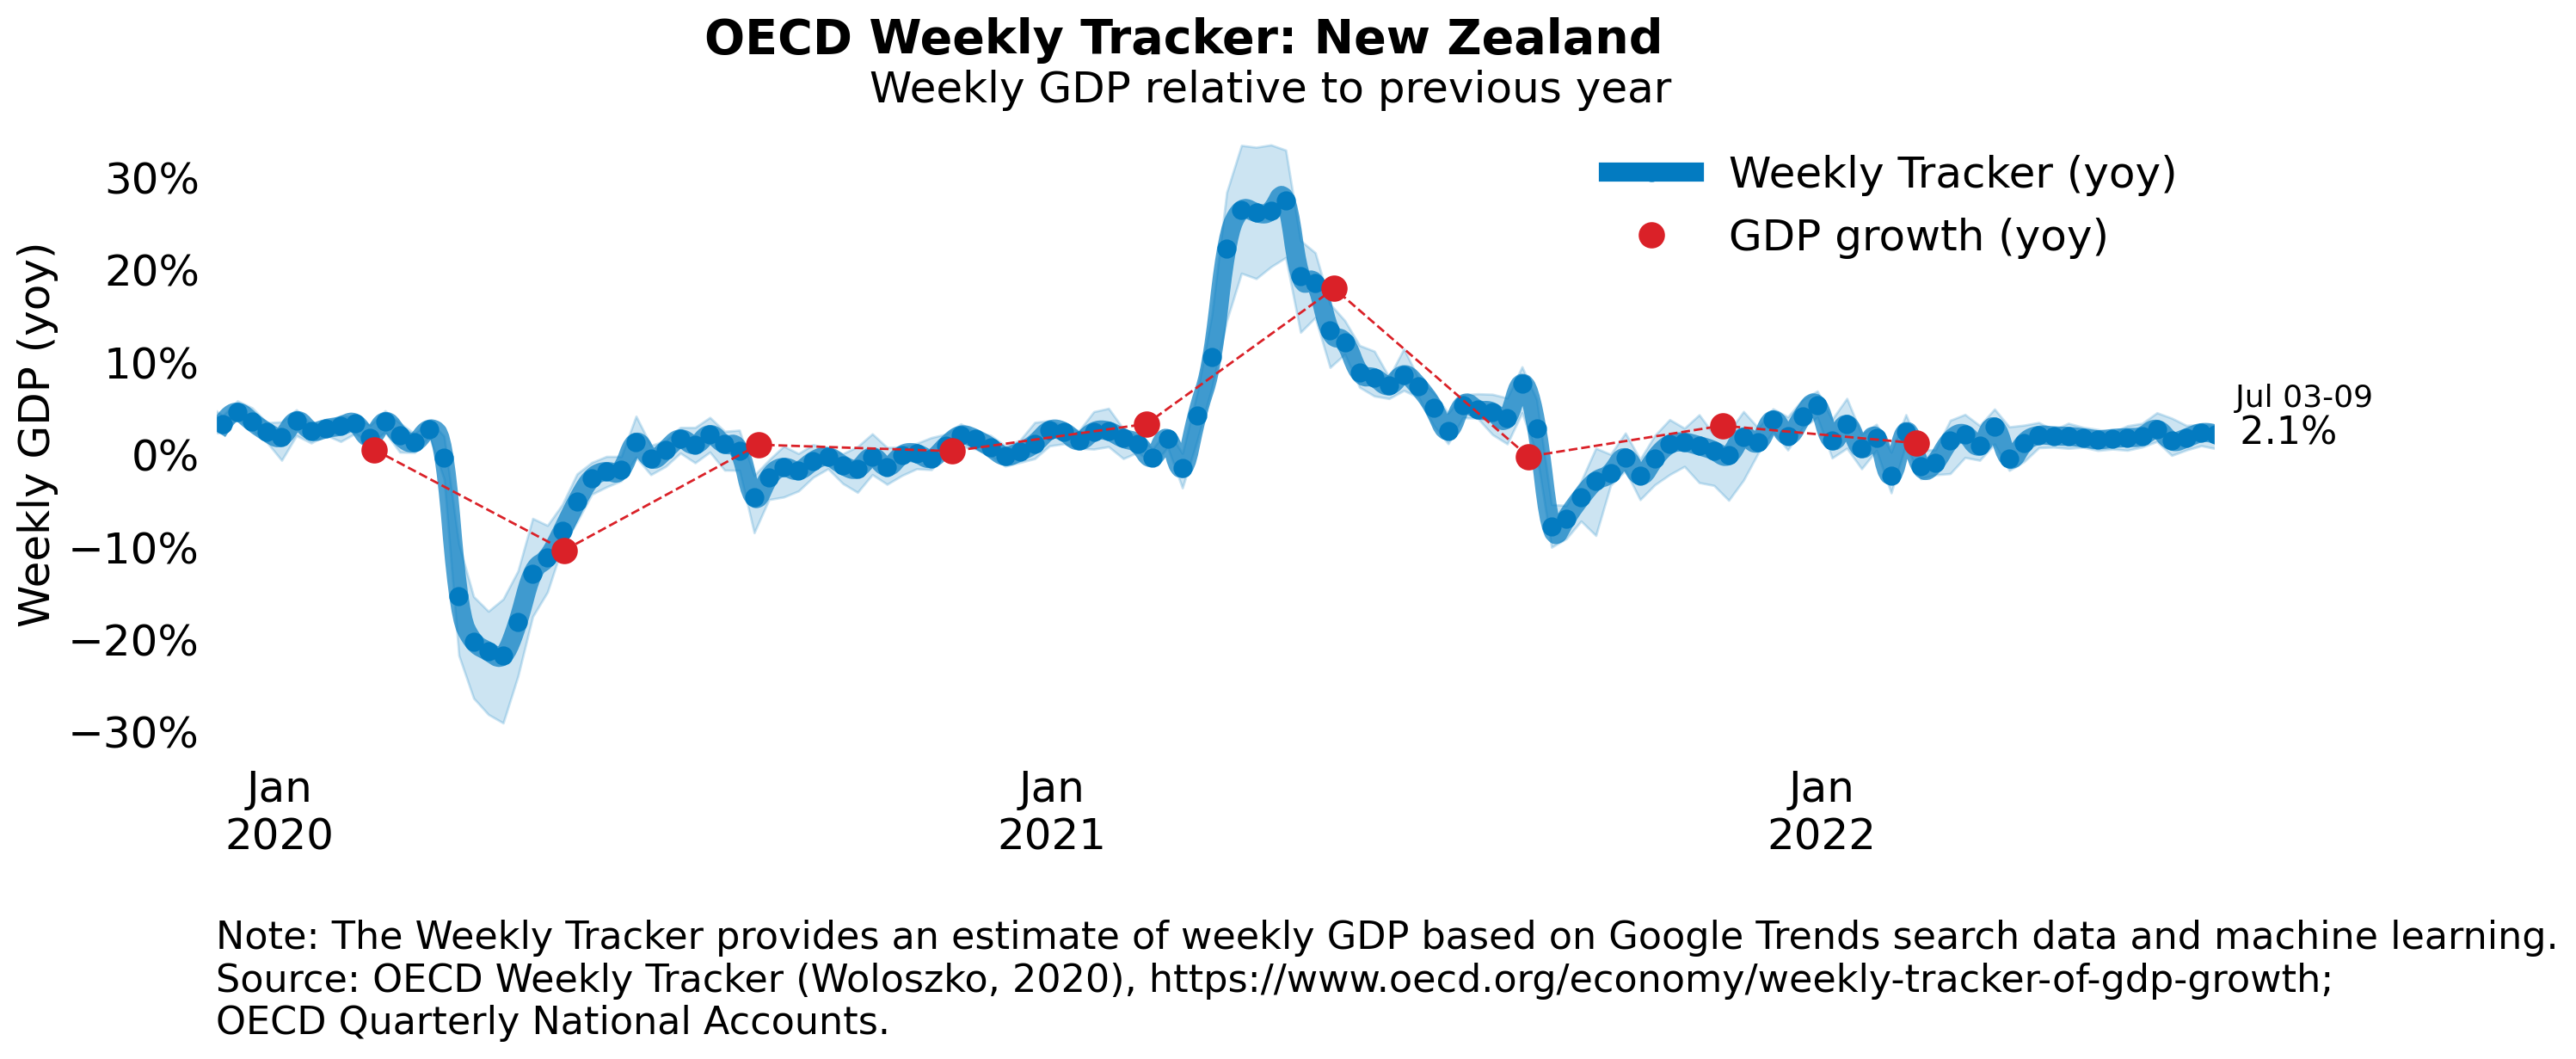 OECD Weekly Tracker: New Zealand
Weekly GDP relative to previous year
Weekly GDP (yoy)
30%
20%
10%
0%
−10%
−20%
−30%
Weekly Tracker (yoy)
GDP growth (yoy)
Jul 03-09
2.1%
Jan
2020
Jan
2021
Jan
2022
Note: The Weekly Tracker provides an estimate of weekly GDP based on Google Trends search data and machine learning.
Source: OECD Weekly Tracker (Woloszko, 2020), https://www.oecd.org/economy/weekly-tracker-of-gdp-growth;
OECD Quarterly National Accounts.